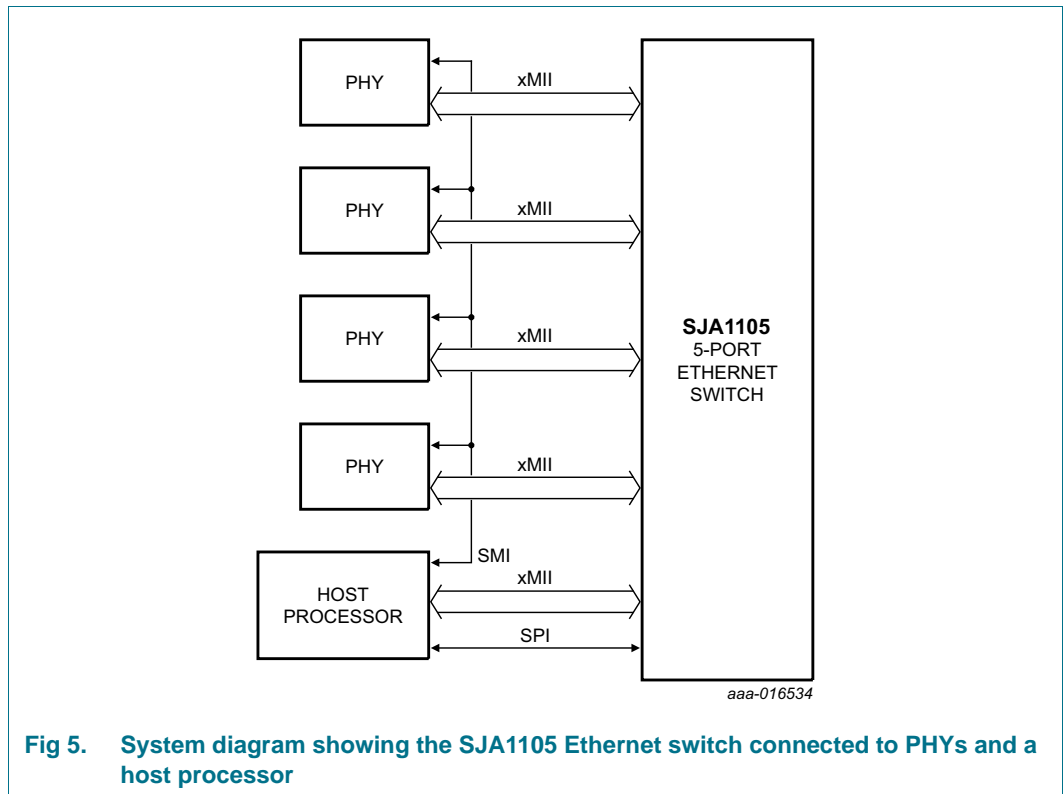 PHY
xMII
PHY
xMII
PHY
xMII
PHY
xMII
SJA1105
5-PORT
ETHERNET
SWITCH
SMI
HOST
PROCESSOR
xMII
SPI
aaa-016534
Fig 5. System diagram showing the SJA1105 Ethernet switch connected to PHYs and a
host processor